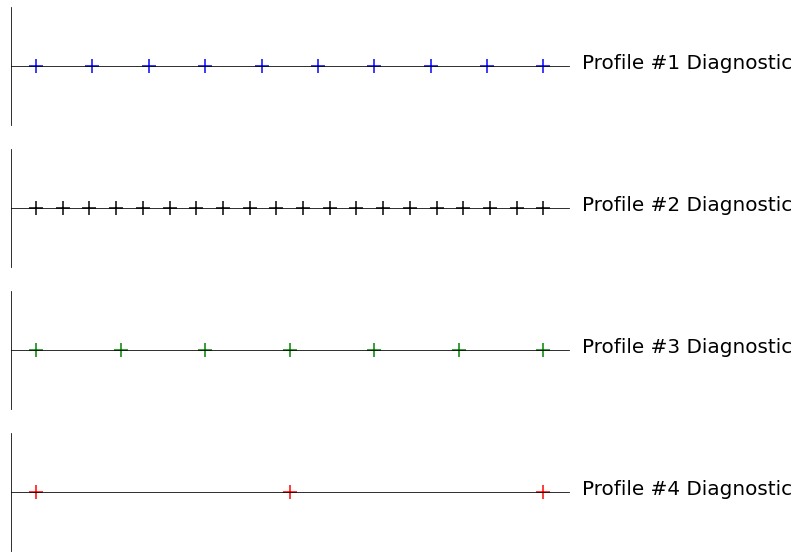 Profile #1 Diagnostic
Profile #2 Diagnostic
Profile #3 Diagnostic
Profile #4 Diagnostic